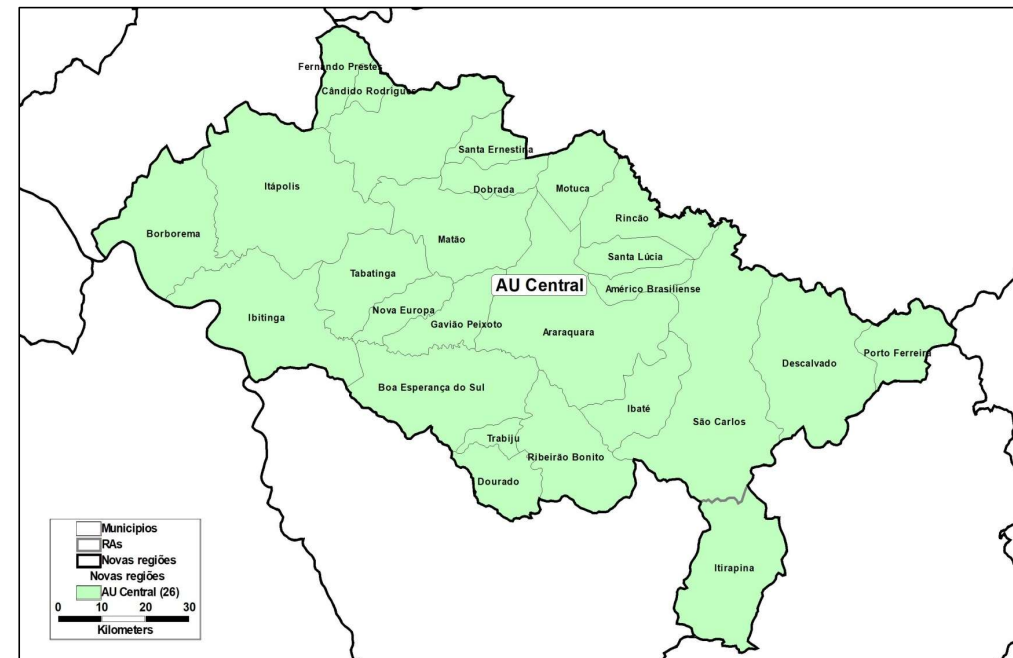 Fernando Prestes
Cândido Rodrigues
Santa Ernestina
Dobrada
Motuca
Itápolis
Rincão
Borborema
Matão
Santa Lúcia
Tabatinga
AU Central
Américo Brasiliense
Nova Europa
Ibitinga
Gavião Peixoto
Araraquara
Porto Ferreira
Descalvado
Boa Esperança do Sul
Ibaté
São Carlos
Trabiju
Ribeirão Bonito
Dourado
Itirapina
Municipios
RAs
Novas regiões
Novas regiões
AU Central (26)
0 10 20 30
Kilometers